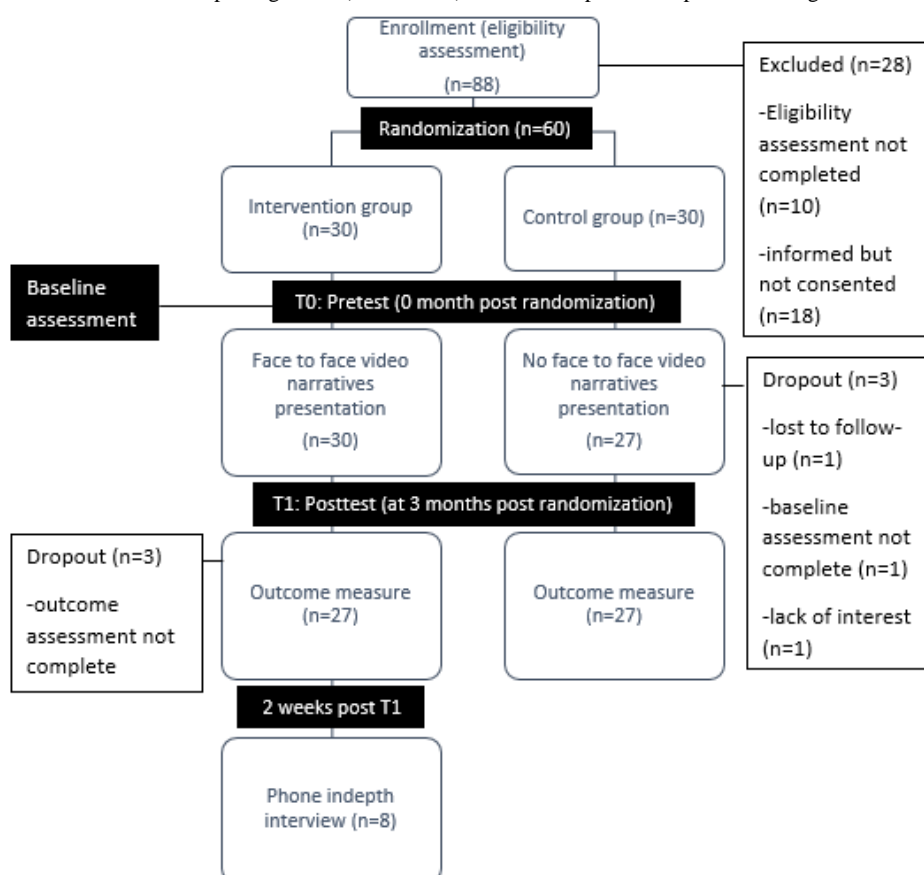 Enrollment (eligibility
assessment)
(n=88)
Excluded (n=28)
-Eligibility
assessment not
completed
(n=10)
-informed but
not consented
(n=18)
Randomization (n=60)
Intervention group
(n=30)
Control group (n=30)
Baseline
assessment
T0: Pretest (0 month post randomization)
Face to face video
narratives
presentation
(n=30)
No face to face video
narratives
presentation
(n=27)
Dropout (n=3)
-lost to follow-
up (n=1)
-baseline
assessment not
complete (n=1)
-lack of interest
(n=1)
T1: Posttest (at 3 months post randomization)
Dropout (n=3)
-outcome
assessment not
complete
Outcome measure
(n=27)
Outcome measure
(n=27)
2 weeks post T1
Phone indepth
interview (n=8)